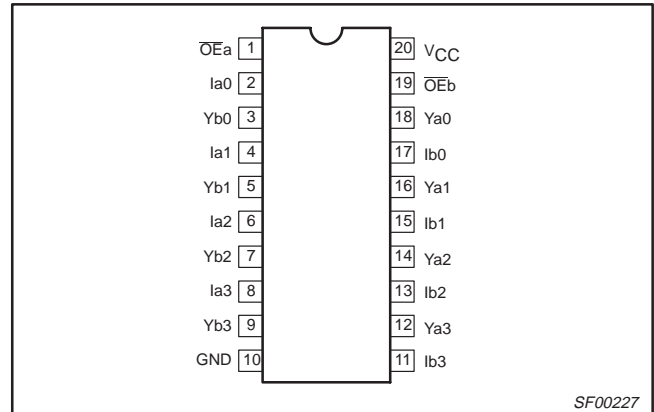 O̅E̅a 1 20 VCC
Ia0 2 19 O̅E̅b
Yb0 3 18 Ya0
Ia1 4 17 Ib0
Yb1 5 16 Ya1
Ia2 6 15 Ib1
Yb2 7 14 Ya2
Ia3 8 13 Ib2
Yb3 9 12 Ya3
GND 10 11 Ib3
SF00227